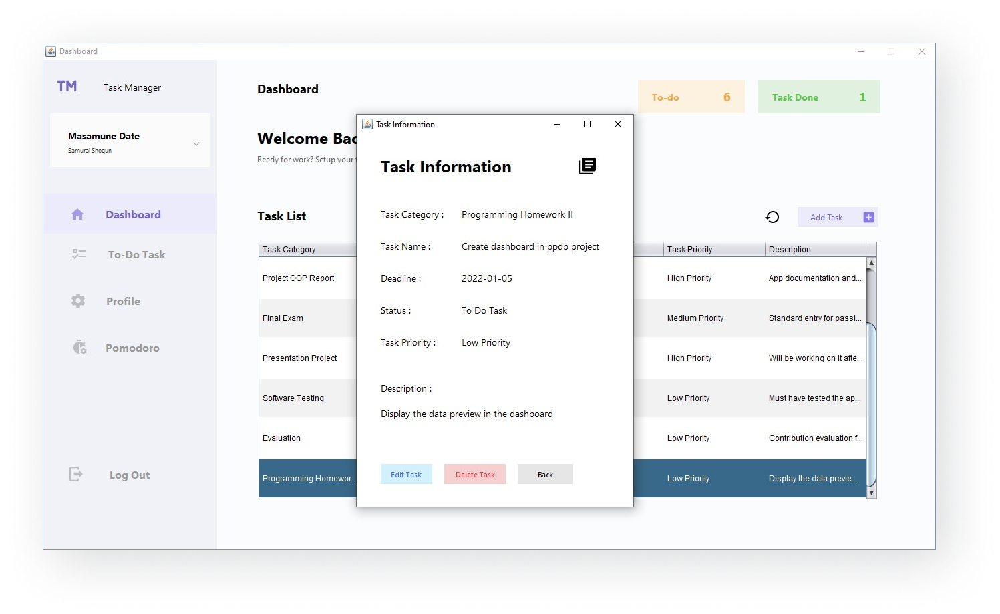 Dashboard
TM Task Manager
Masamune Date
Samurai Shogun
Dashboard
To-Do Task
Profile
Pomodoro
Log Out
Dashboard
To-do 6
Task Done 1
Welcome Bac
Ready for work? Setup your
Task List
Add Task
Task Category Task Priority Description
Project OOP Report High Priority App documentation and...
Final Exam Medium Priority Standard entry for passi...
Presentation Project High Priority Will be working on it afte...
Software Testing Low Priority Must have tested the ap...
Evaluation Low Priority Contribution evaluation f...
Programming Homewor... Low Priority Display the data previe...
Task Information
Task Information
Task Category : Programming Homework II
Task Name : Create dashboard in ppdb project
Deadline : 2022-01-05
Status : To Do Task
Task Priority : Low Priority
Description :
Display the data preview in the dashboard
Edit Task Delete Task Back